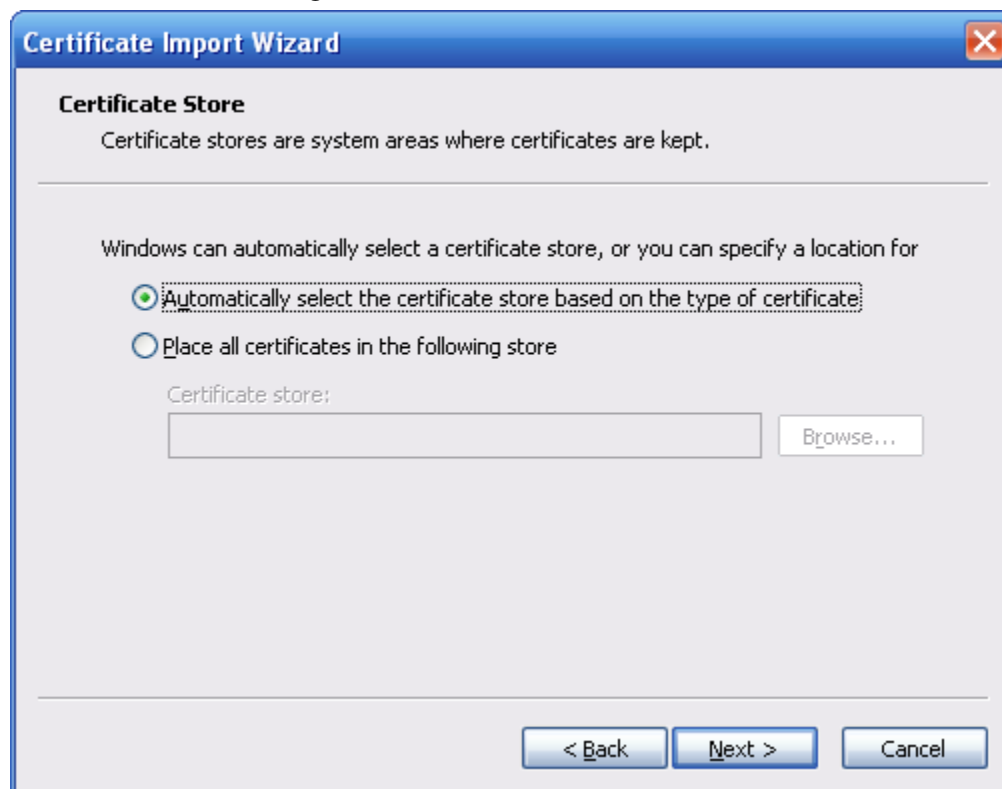 Certificate Import Wizard
Certificate Store
Certificate stores are system areas where certificates are kept.
Windows can automatically select a certificate store, or you can specify a location for
Automatically select the certificate store based on the type of certificate
Place all certificates in the following store
Certificate store:
Browse...
< Back Next > Cancel